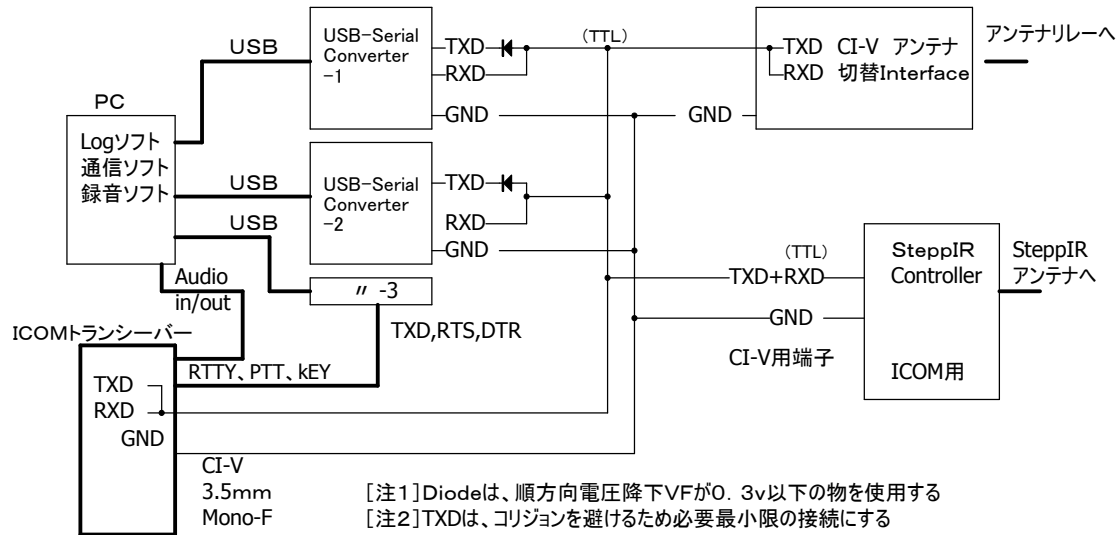 PC
Logソフト
通信ソフト
録音ソフト
USB
USB
USB
Audio
in/out
USB-Serial
Converter
-1
TXD
RXD
GND
USB-Serial
Converter
-2
TXD
RXD
GND
〃 -3
TXD,RTS,DTR
(TTL)
GND
TXD CI-V アンテナ
RXD 切替Interface
アンテナリレーへ
(TTL)
TXD+RXD
GND
CI-V用端子
SteppIR
Controller
ICOM用
SteppIR
アンテナへ
ICOMトランシーバー
RTTY、PTT、kEY
TXD
RXD
GND
CI-V
3.5mm
Mono-F
[注1]Diodeは、順方向電圧降下VFが0.3v以下の物を使用する
[注2]TXDは、コリジョンを避けるため必要最小限の接続にする